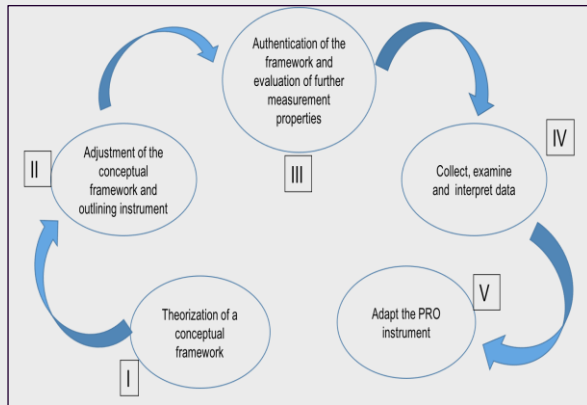 Authentication of the
framework and
evaluation of further
measurement
properties
III
II
Adjustment of the
conceptual
framework and
outlining instrument
IV
Collect, examine
and interpret data
Theorization of a
conceptual
framework
I
V
Adapt the PRO
instrument